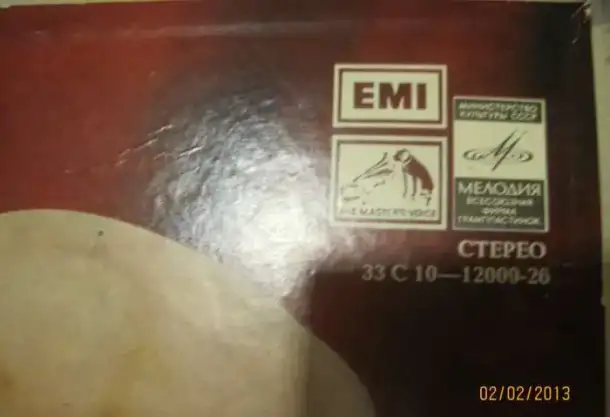 EMI
МИНИСТЕРСТВО
КУЛЬТУРЫ СССР
HIS MASTER'S VOICE
МЕЛОДИЯ
ВСЕСОЮЗНАЯ
ФИРМА
ГРАМПЛАСТИНОК
СТЕРЕО
33 С 10—12009-26
02/02/2013